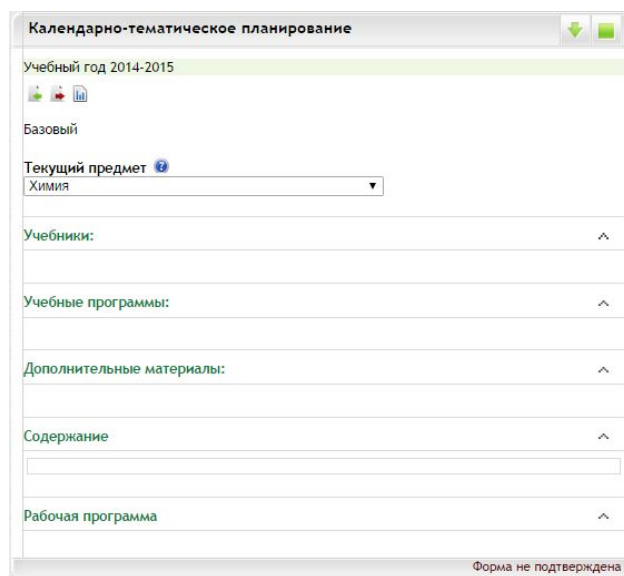 Календарно-тематическое планирование
Учебный год 2014-2015
Базовый
Текущий предмет
Химия
Учебники:
Учебные программы:
Дополнительные материалы:
Содержание
Рабочая программа
Форма не подтверждена